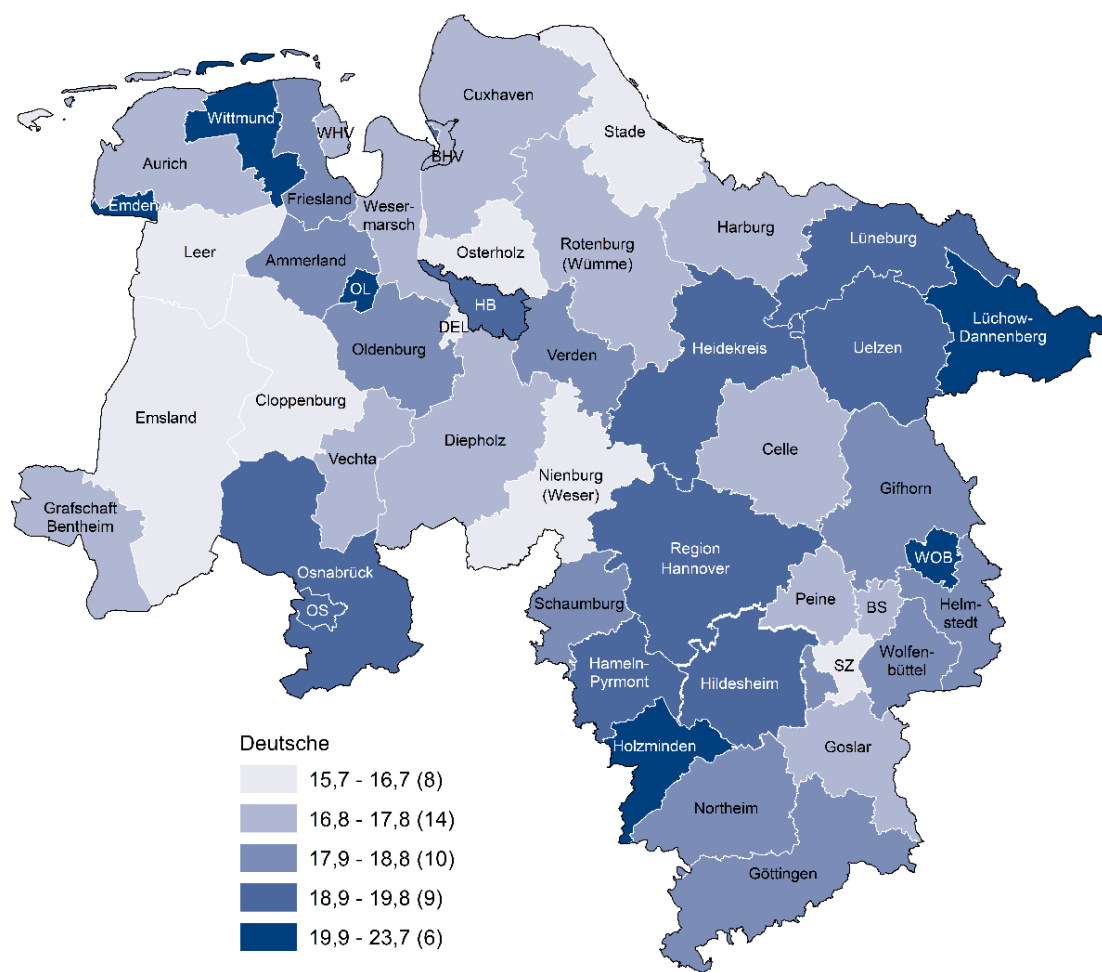 Cuxhaven
Stade
Wittmund
WHV
BHV
Aurich
Emden
Friesland
Weser-
marsch
Harburg
Lüneburg
Leer
Osterholz
Rotenburg
(Wümme)
Ammerland
OL
HB
Lüchow-
Dannenberg
DEL
Oldenburg
Verden
Heidekreis
Uelzen
Cloppenburg
Emsland
Diepholz
Celle
Vechta
Nienburg
(Weser)
Gifhorn
Grafschaft
Bentheim
Region
Hannover
WOB
Osnabrück
OS
Schaumburg
Peine
BS
Helm-
stedt
Wolfen-
büttel
SZ
Hameln-
Pyrmont
Hildesheim
Holzminden
Goslar
Northeim
Göttingen
Deutsche
15,7 - 16,7 (8)
16,8 - 17,8 (14)
17,9 - 18,8 (10)
18,9 - 19,8 (9)
19,9 - 23,7 (6)